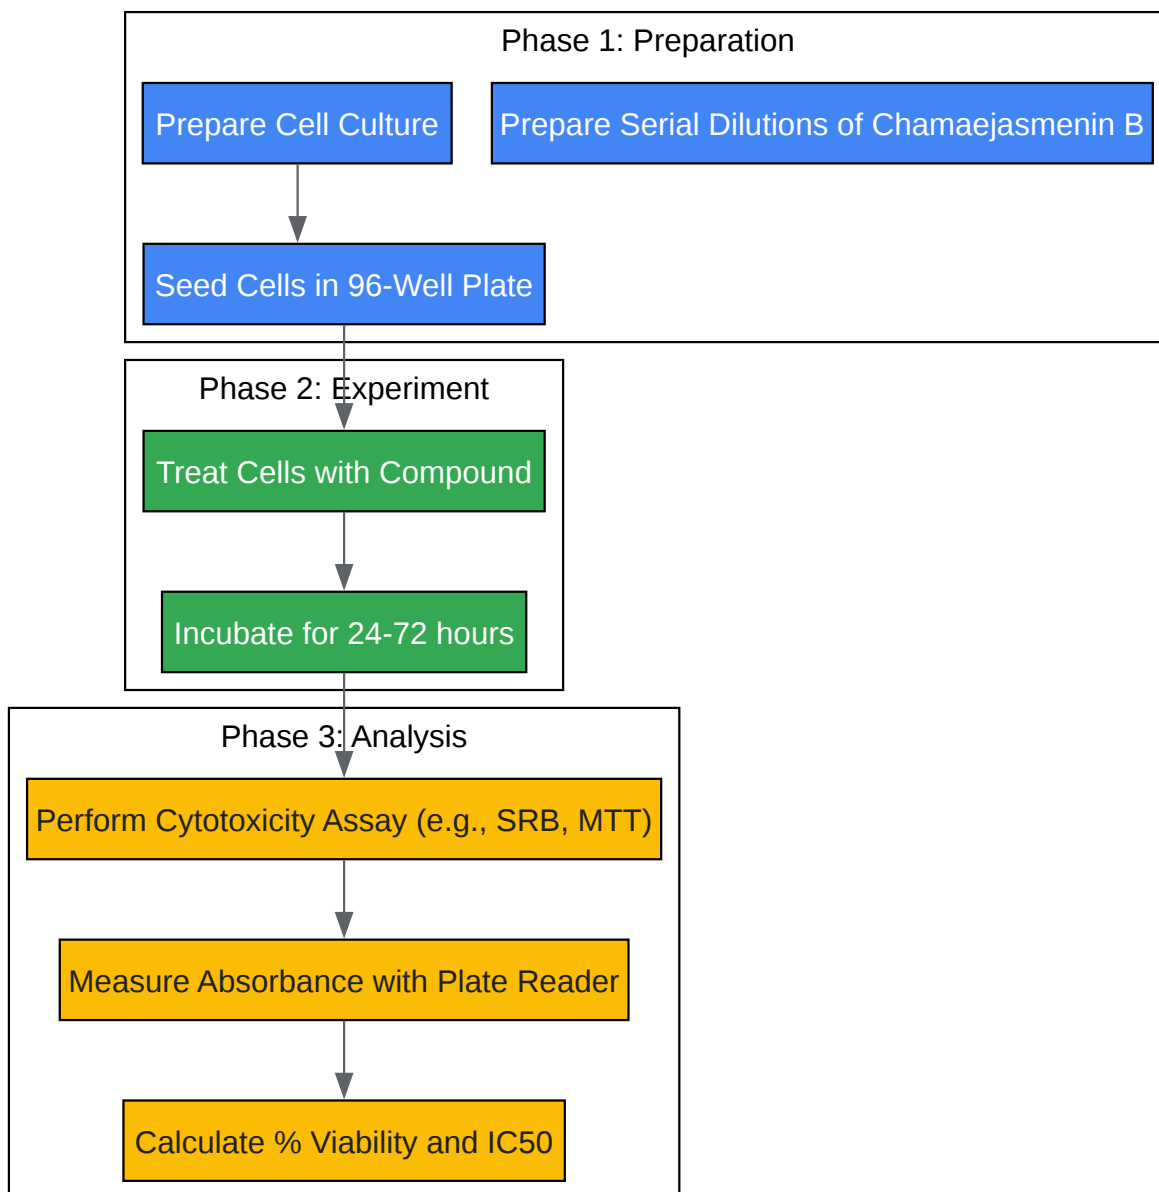 Phase 1: Preparation
Prepare Cell Culture
Prepare Serial Dilutions of Chamaejasmenin B
Seed Cells in 96-Well Plate
Phase 2: Experiment
Treat Cells with Compound
Incubate for 24-72 hours
Phase 3: Analysis
Perform Cytotoxicity Assay (e.g., SRB, MTT)
Measure Absorbance with Plate Reader
Calculate % Viability and IC50